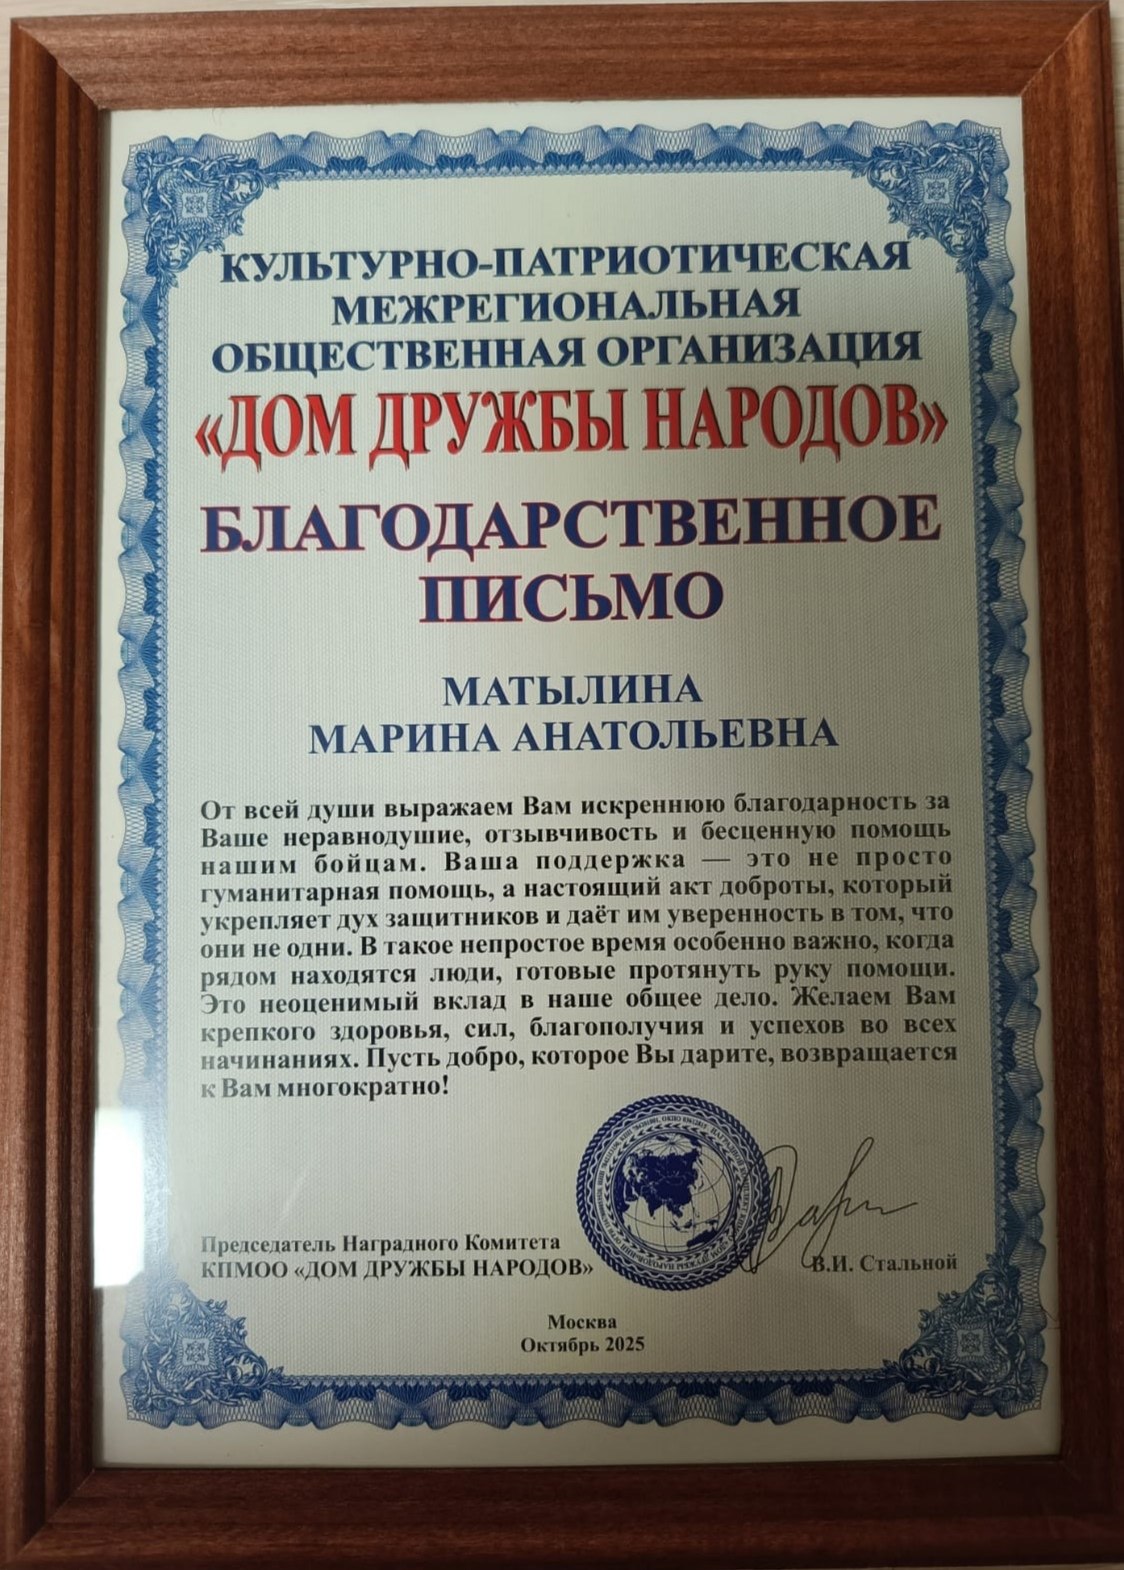 КУЛЬТУРНО-ПАТРИОТИЧЕСКАЯ
МЕЖРЕГИОНАЛЬНАЯ
ОБЩЕСТВЕННАЯ ОРГАНИЗАЦИЯ
«ДОМ ДРУЖБЫ НАРОДОВ»
БЛАГОДАРСТВЕННОЕ
ПИСЬМО
МАТЫЛИНА
МАРИНА АНАТОЛЬЕВНА
От всей души выражаем Вам искреннюю благодарность за
Ваше неравнодушие, отзывчивость и бесценную помощь
нашим бойцам. Ваша поддержка — это не просто
гуманитарная помощь, а настоящий акт доброты, который
укрепляет дух защитников и даёт им уверенность в том, что
они не одни. В такое непростое время особенно важно, когда
рядом находятся люди, готовые протянуть руку помощи.
Это неоценимый вклад в наше общее дело. Желаем Вам
крепкого здоровья, сил, благополучия и успехов во всех
начинаниях. Пусть добро, которое Вы дарите, возвращается
к Вам многократно!
Председатель Наградного Комитета
КПМОО «ДОМ ДРУЖБЫ НАРОДОВ»
В.И. Стальной
Москва
Октябрь 2025